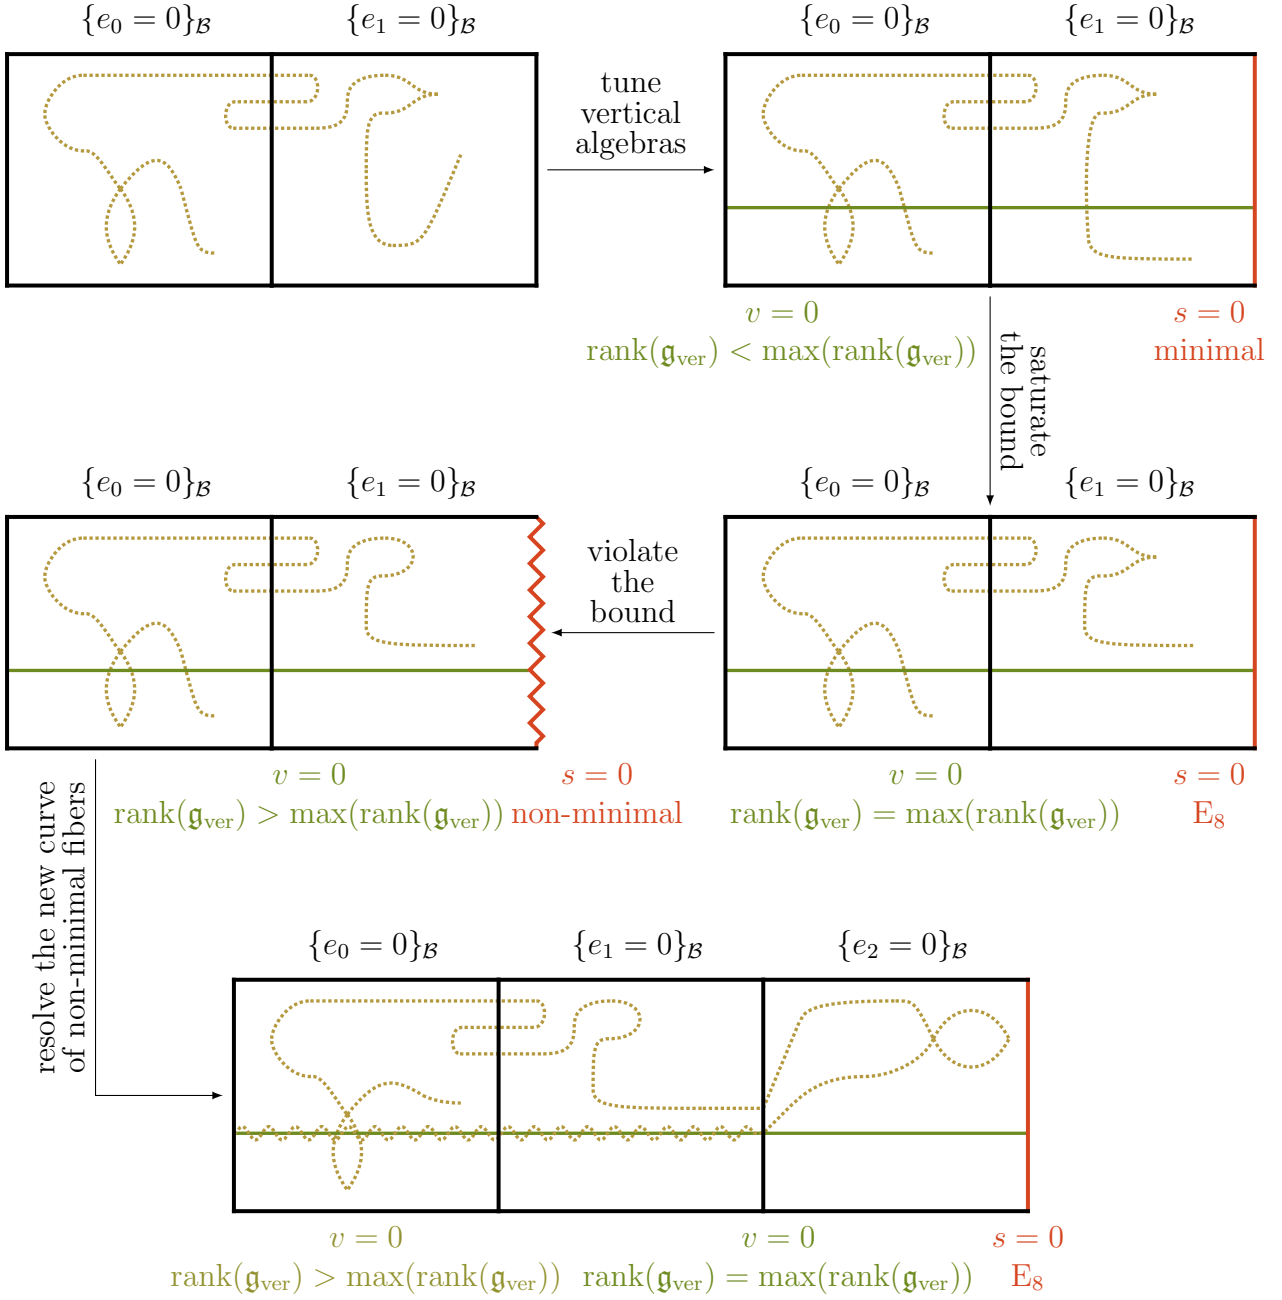 {e₀ = 0}_ℬ {e₁ = 0}_ℬ
{e₀ = 0}_ℬ {e₁ = 0}_ℬ
tune
vertical
algebras
v = 0
rank(𝔤_ver) < max(rank(𝔤_ver))
s = 0
minimal
saturate
the bound
{e₀ = 0}_ℬ {e₁ = 0}_ℬ
{e₀ = 0}_ℬ {e₁ = 0}_ℬ
violate
the
bound
v = 0
rank(𝔤_ver) > max(rank(𝔤_ver))
s = 0
non-minimal
v = 0
rank(𝔤_ver) = max(rank(𝔤_ver))
s = 0
E₈
resolve the new curve
of non-minimal fibers
{e₀ = 0}_ℬ {e₁ = 0}_ℬ {e₂ = 0}_ℬ
v = 0
rank(𝔤_ver) > max(rank(𝔤_ver))
v = 0
rank(𝔤_ver) = max(rank(𝔤_ver))
s = 0
E₈